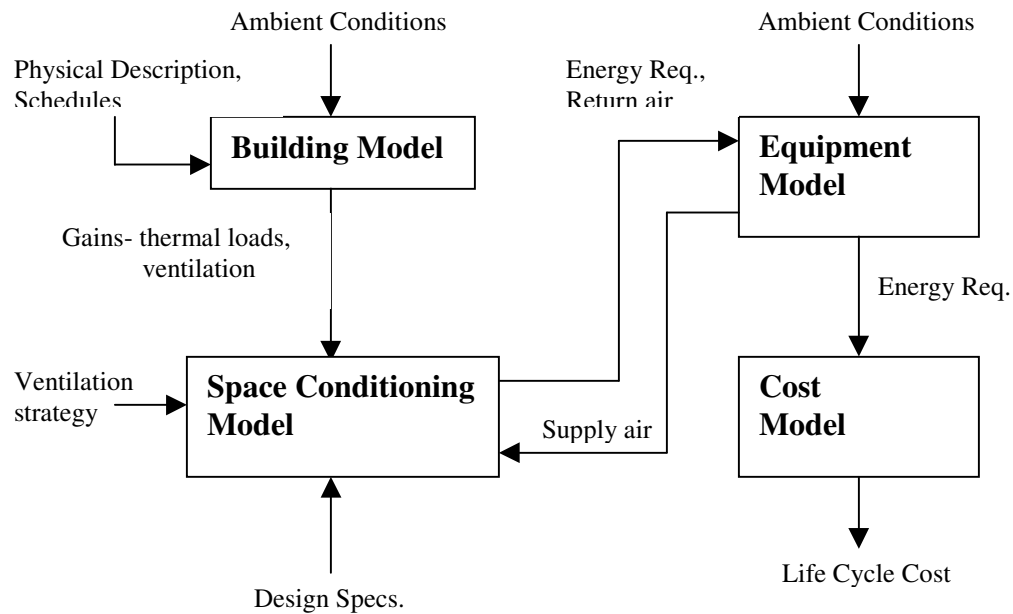 Ambient Conditions
Physical Description,
Schedules
Building Model
Gains- thermal loads,
ventilation
Ventilation
strategy
Space Conditioning
Model
Design Specs.
Energy Req.,
Return air
Supply air
Ambient Conditions
Equipment
Model
Energy Req.
Cost
Model
Life Cycle Cost